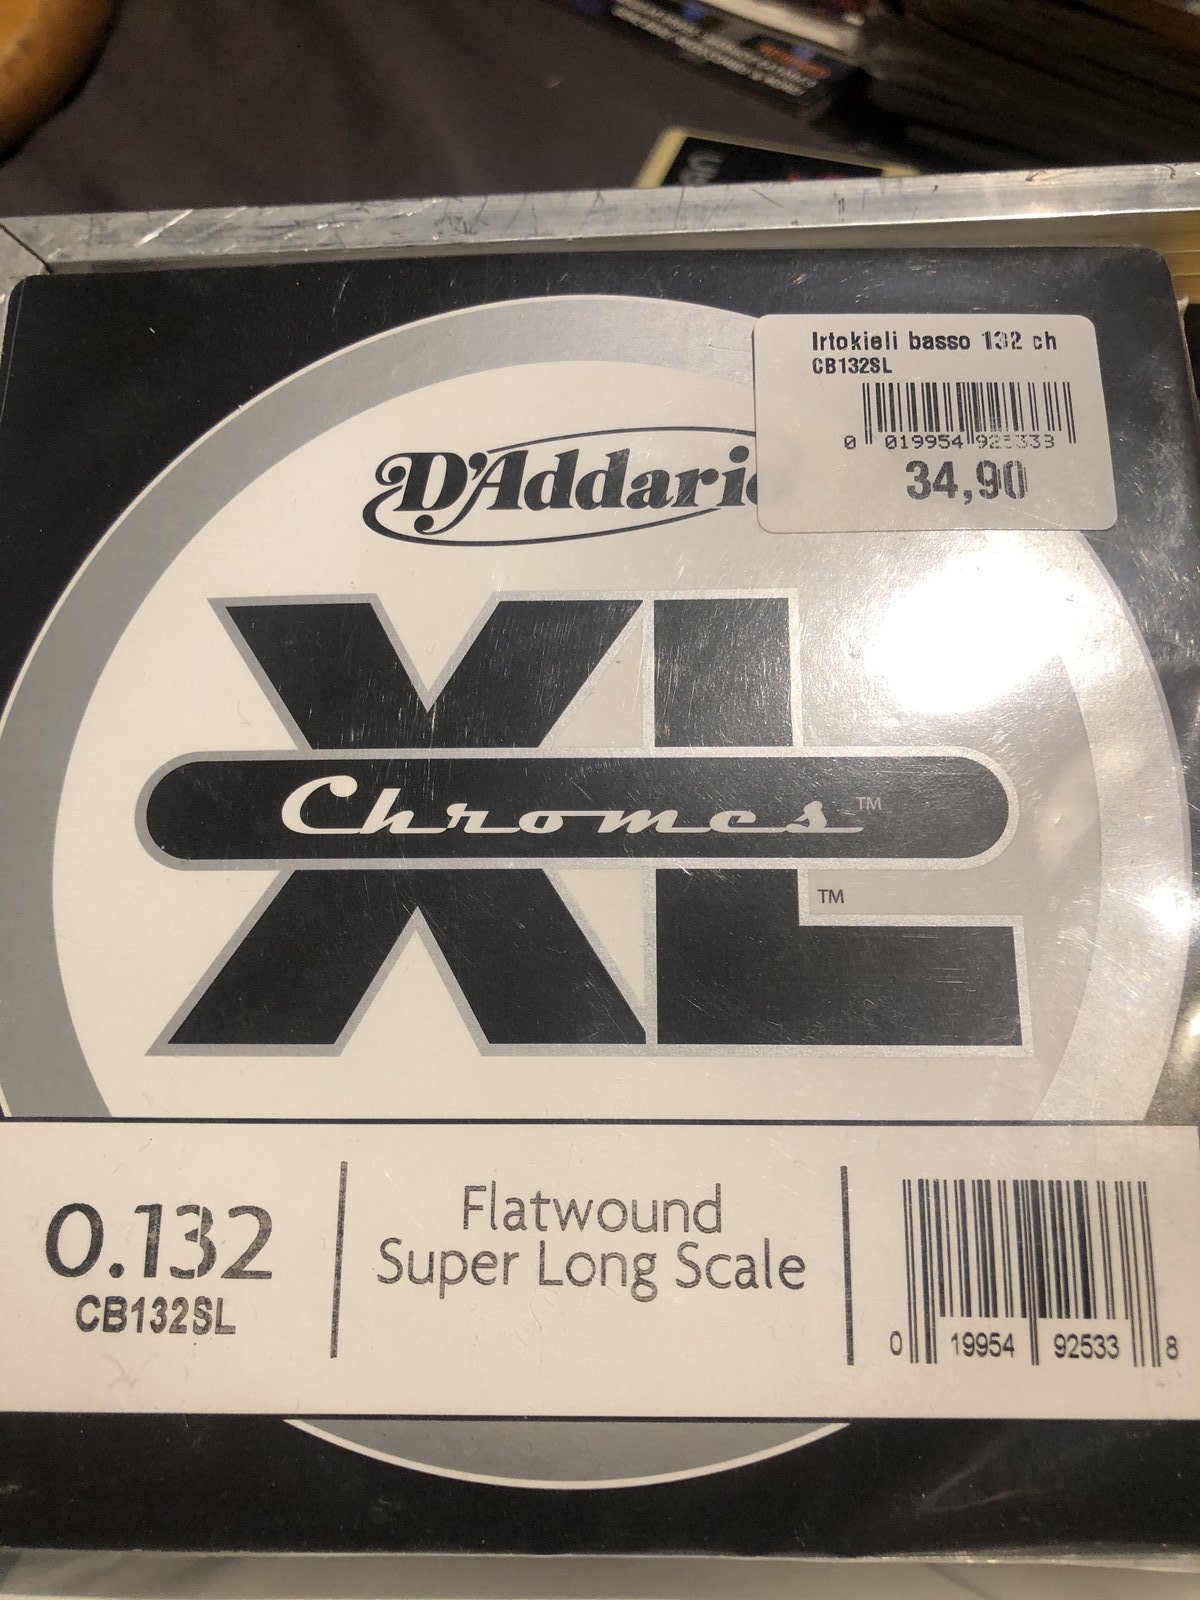 Irtokieli basso 132 ch
CB132SL
0 019954 925333
34,90
D'Addario
XL
Chromes™
™
0.132
CB132SL
Flatwound
Super Long Scale
0 19954 92533 8